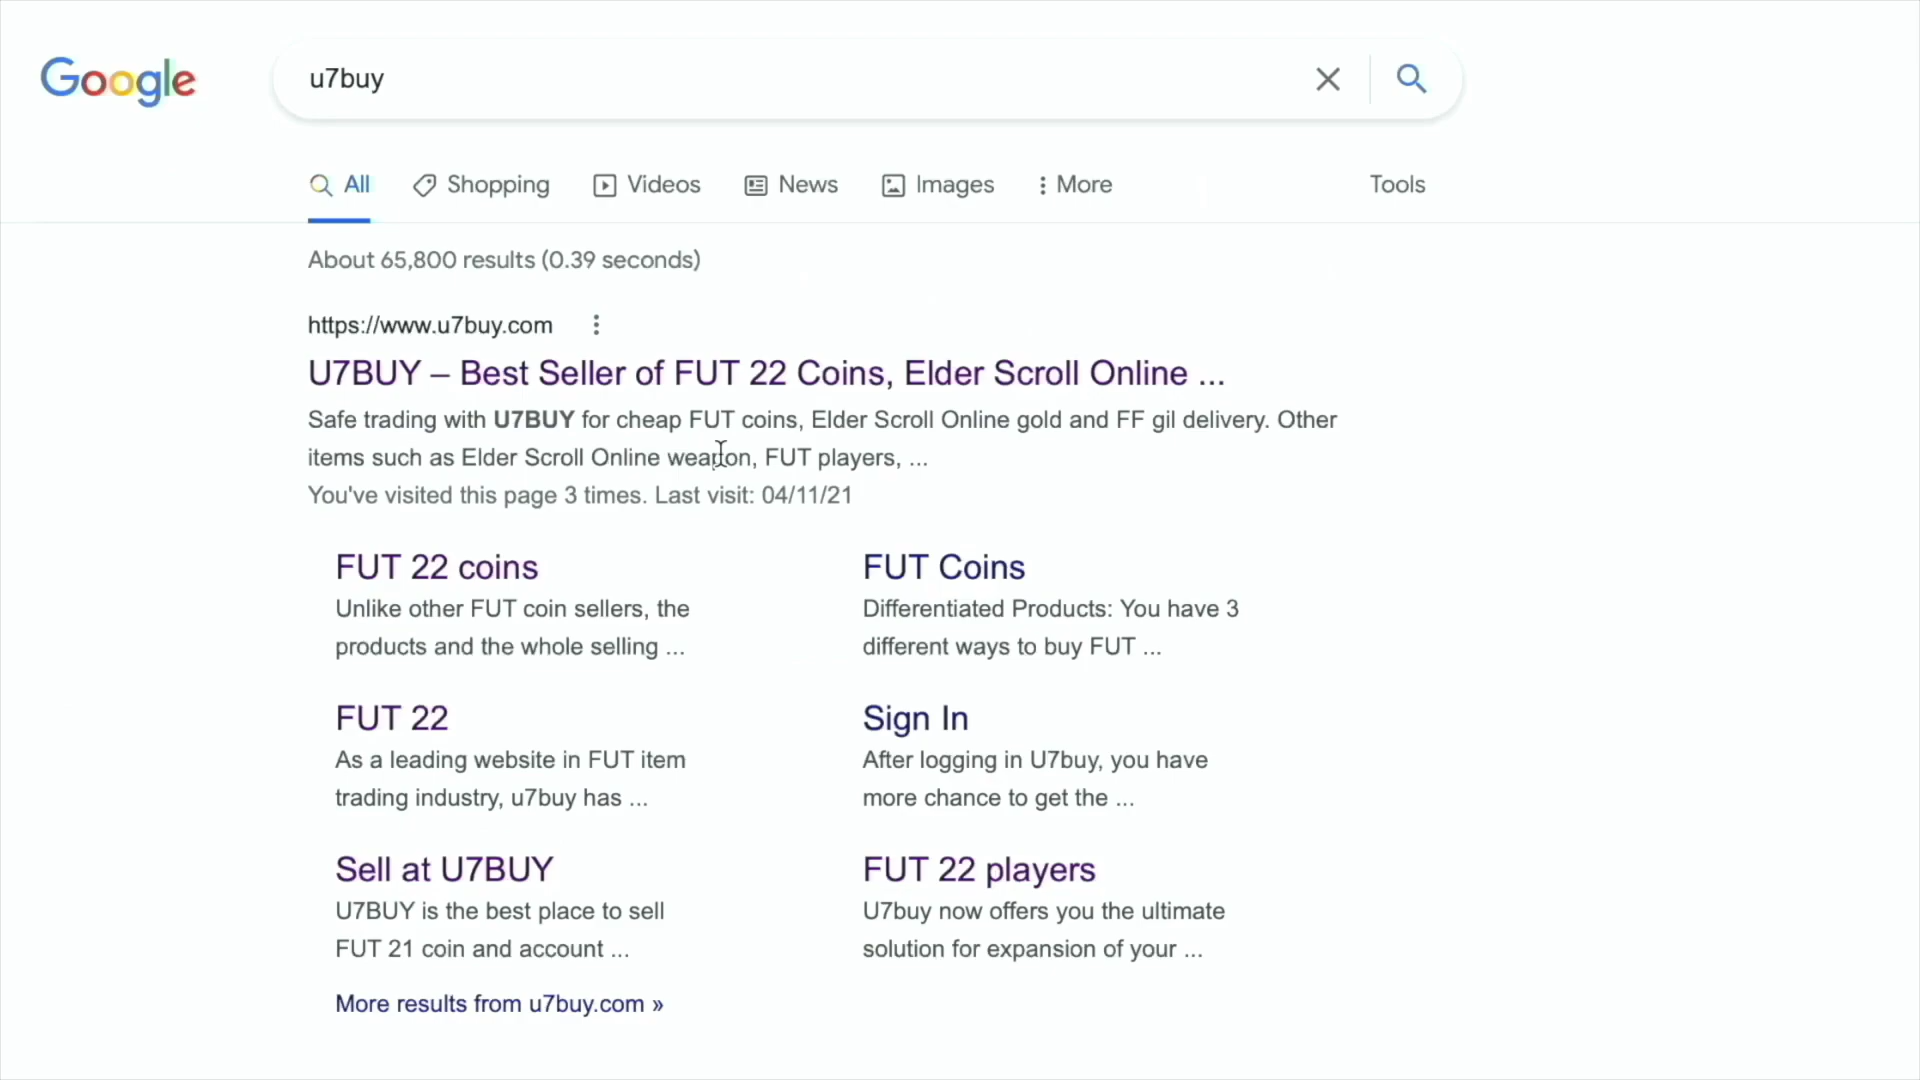 Google
u7buy
All
Shopping
Videos
News
Images
More
Tools
About 65,800 results (0.39 seconds)
https://www.u7buy.com
U7BUY – Best Seller of FUT 22 Coins, Elder Scroll Online ...
Safe trading with U7BUY for cheap FUT coins, Elder Scroll Online gold and FF gil delivery. Other
items such as Elder Scroll Online weapon, FUT players, ...
You've visited this page 3 times. Last visit: 04/11/21
FUT 22 coins
Unlike other FUT coin sellers, the
products and the whole selling ...
FUT Coins
Differentiated Products: You have 3
different ways to buy FUT ...
FUT 22
As a leading website in FUT item
trading industry, u7buy has ...
Sign In
After logging in U7buy, you have
more chance to get the ...
Sell at U7BUY
U7BUY is the best place to sell
FUT 21 coin and account ...
FUT 22 players
U7buy now offers you the ultimate
solution for expansion of your ...
More results from u7buy.com »